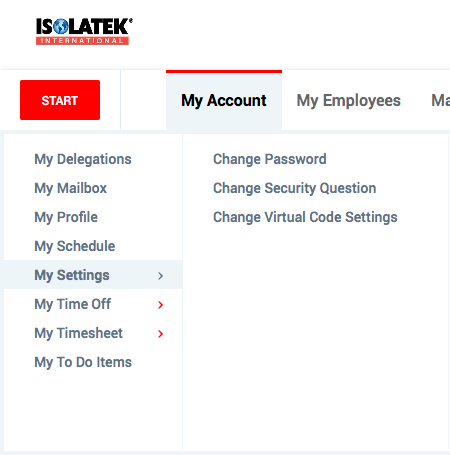 ISOLATEK®
INTERNATIONAL
START
My Account
My Employees
Ma
My Delegations
My Mailbox
My Profile
My Schedule
My Settings
My Time Off
My Timesheet
My To Do Items
Change Password
Change Security Question
Change Virtual Code Settings